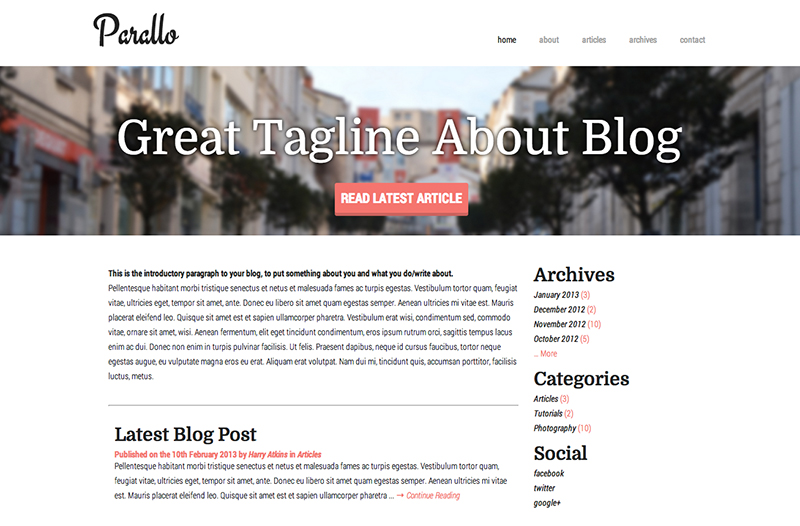 Parallo
home about articles archives contact
Great Tagline About Blog
READ LATEST ARTICLE
This is the introductory paragraph to your blog, to put something about you and what you do/write about.
Pellentesque habitant morbi tristique senectus et netus et malesuada fames ac turpis egestas. Vestibulum tortor quam, feugiat
vitae, ultricies eget, tempor sit amet, ante. Donec eu libero sit amet quam egestas semper. Aenean ultricies mi vitae est. Mauris
placerat eleifend leo. Quisque sit amet est et sapien ullamcorper pharetra. Vestibulum erat wisi, condimentum sed, commodo
vitae, ornare sit amet, wisi. Aenean fermentum, elit eget tincidunt condimentum, eros ipsum rutrum orci, sagittis tempus lacus
enim ac dui. Donec non enim in turpis pulvinar facilisis. Ut felis. Praesent dapibus, neque id cursus faucibus, tortor neque
egestas augue, eu vulputate magna eros eu erat. Aliquam erat volutpat. Nam dui mi, tincidunt quis, accumsan porttitor, facilisis
luctus, metus.
Latest Blog Post
Published on the 10th February 2013 by Harry Atkins in Articles
Pellentesque habitant morbi tristique senectus et netus et malesuada fames ac turpis egestas. Vestibulum tortor quam,
feugiat vitae, ultricies eget, tempor sit amet, ante. Donec eu libero sit amet quam egestas semper. Aenean ultricies mi vitae
est. Mauris placerat eleifend leo. Quisque sit amet est et sapien ullamcorper pharetra ... → Continue Reading
Archives
January 2013 (3)
December 2012 (2)
November 2012 (10)
October 2012 (5)
... More
Categories
Articles (3)
Tutorials (2)
Photography (10)
Social
facebook
twitter
google+